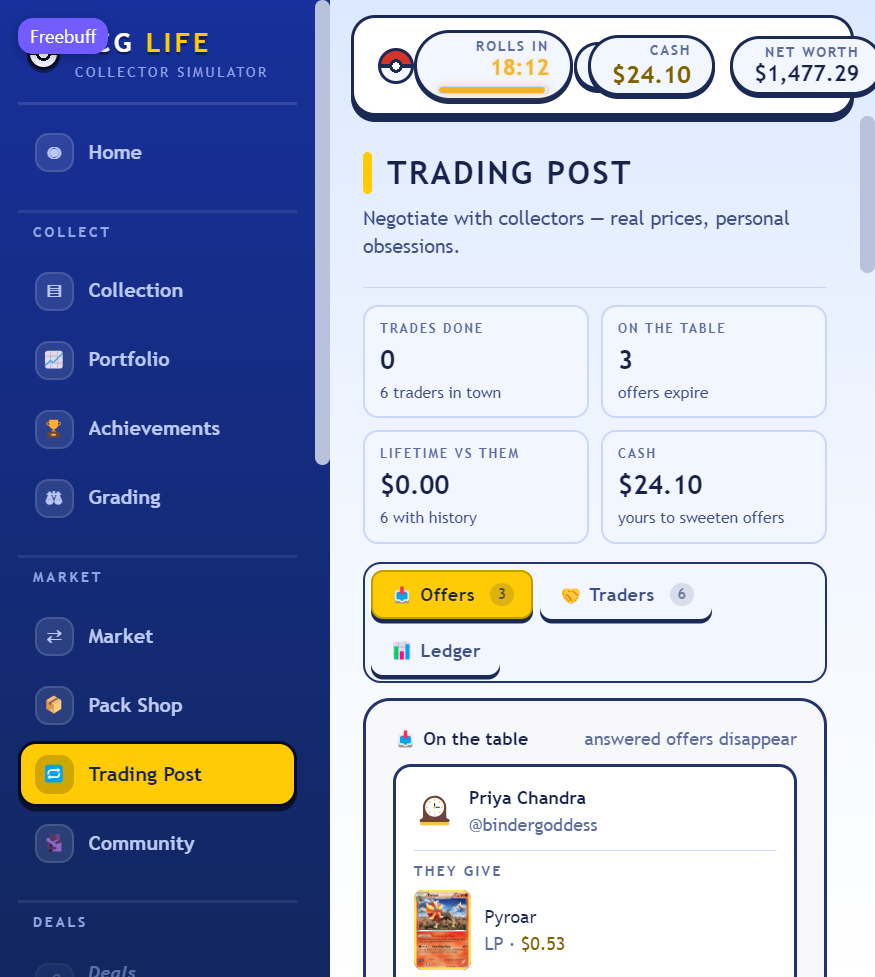 Freebuff
CG LIFE
COLLECTOR SIMULATOR
Home
COLLECT
Collection
Portfolio
Achievements
Grading
MARKET
Market
Pack Shop
Trading Post
Community
DEALS
Deals
ROLLS IN
18:12
CASH
$24.10
NET WORTH
$1,477.29
TRADING POST
Negotiate with collectors — real prices, personal
obsessions.
TRADES DONE
0
6 traders in town
ON THE TABLE
3
offers expire
LIFETIME VS THEM
$0.00
6 with history
CASH
$24.10
yours to sweeten offers
Offers 3
Traders 6
Ledger
On the table
answered offers disappear
Priya Chandra
@bindergoddess
THEY GIVE
Pyroar
LP · $0.53